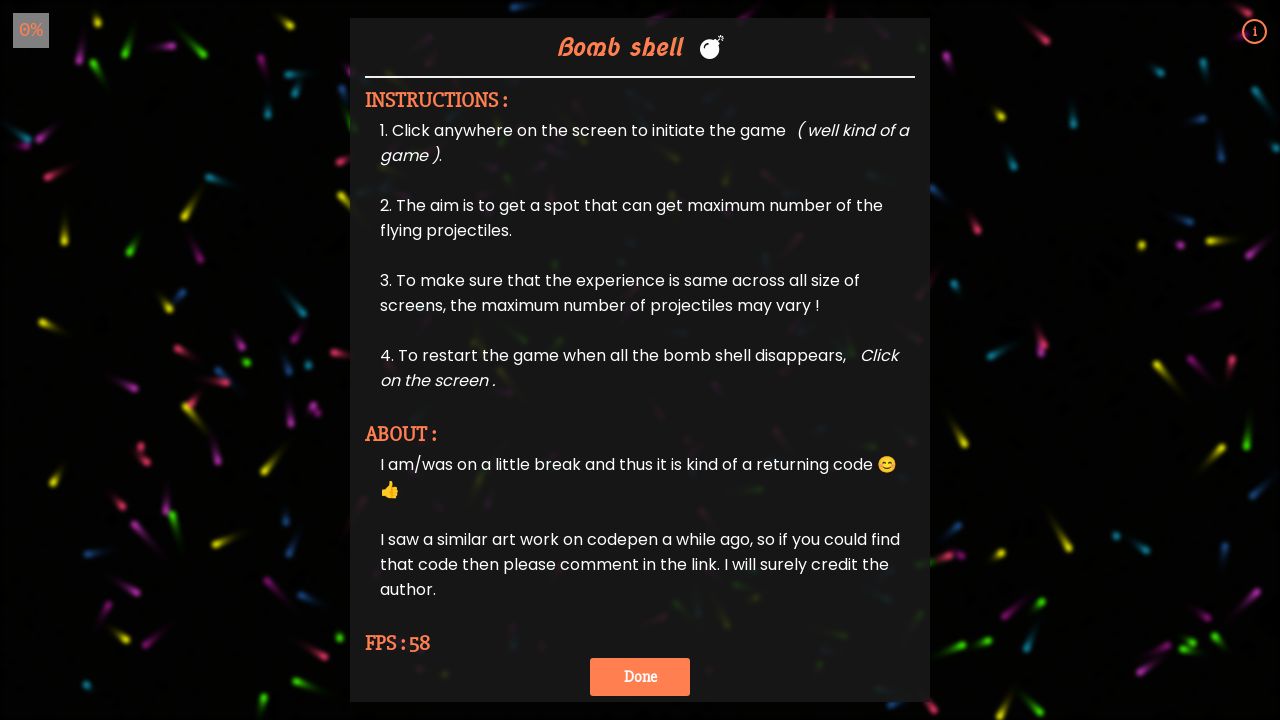 0%
i
Bomb shell 💣
INSTRUCTIONS :
1. Click anywhere on the screen to initiate the game ( well kind of a
game ).
2. The aim is to get a spot that can get maximum number of the
flying projectiles.
3. To make sure that the experience is same across all size of
screens, the maximum number of projectiles may vary !
4. To restart the game when all the bomb shell disappears, Click
on the screen .
ABOUT :
I am/was on a little break and thus it is kind of a returning code 😊
👍
I saw a similar art work on codepen a while ago, so if you could find
that code then please comment in the link. I will surely credit the
author.
FPS : 58
Done